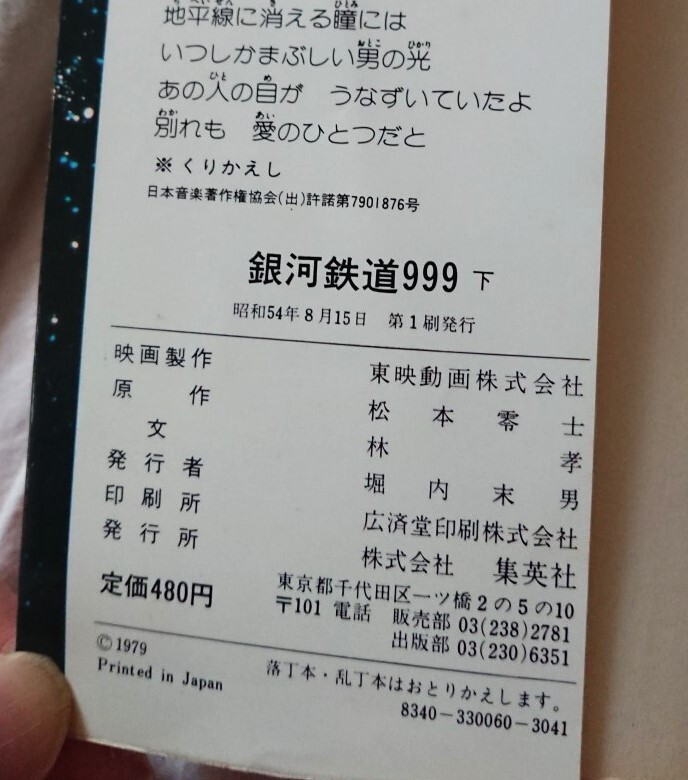 地平線に消える瞳には
いつしかまぶしい男の光
あの人の目が　うなずいていたよ
別れも　愛のひとつだと
※くりかえし
日本音楽著作権協会(出)許諾第7901876号
銀河鉄道999 下
昭和54年8月15日　第1刷発行
映画製作　東映動画株式会社
原作　松本零士
文　林孝
発行者　堀内末男
印刷所　広済堂印刷株式会社
発行所　株式会社　集英社
定価480円
東京都千代田区一ツ橋2の5の10
〒101 電話　販売部 03(238)2781
出版部 03(230)6351
©1979
Printed in Japan
落丁本・乱丁本はおとりかえします。
8340-330060-3041